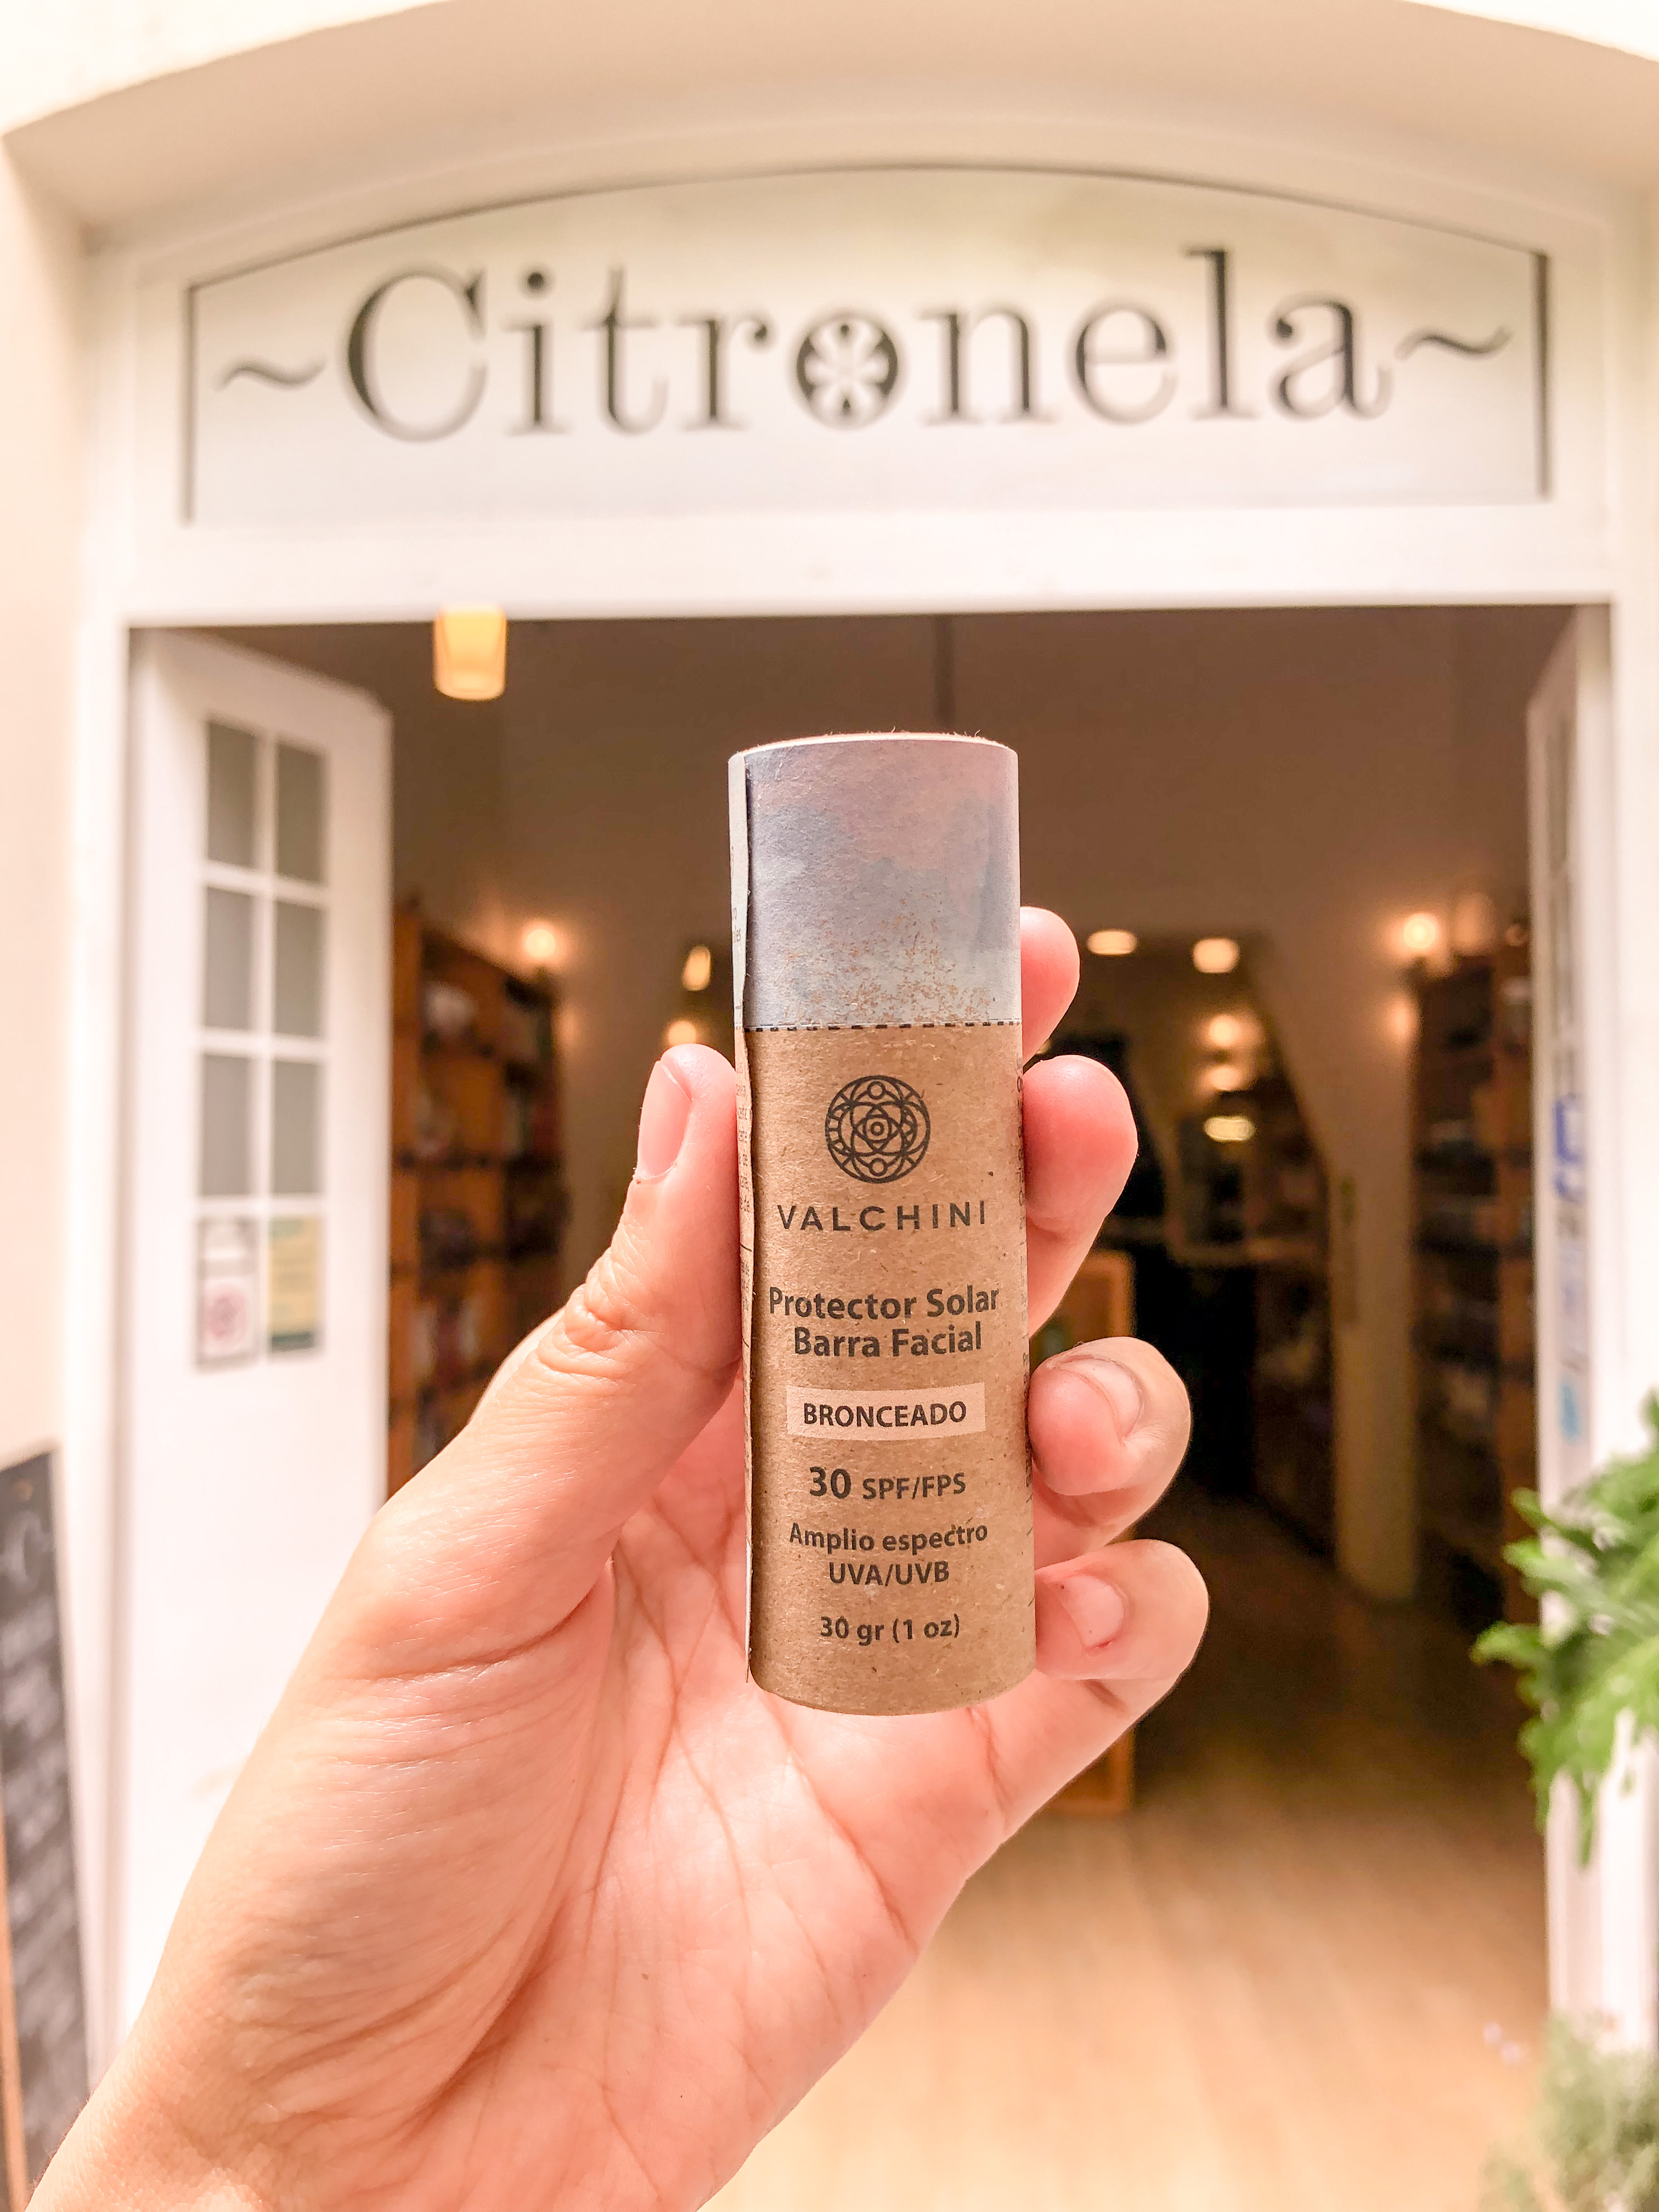 ~Citronela~
VALCHINI
Protector Solar
Barra Facial
BRONCEADO
30 SPF/FPS
Amplio espectro
UVA/UVB
30 gr (1 oz)